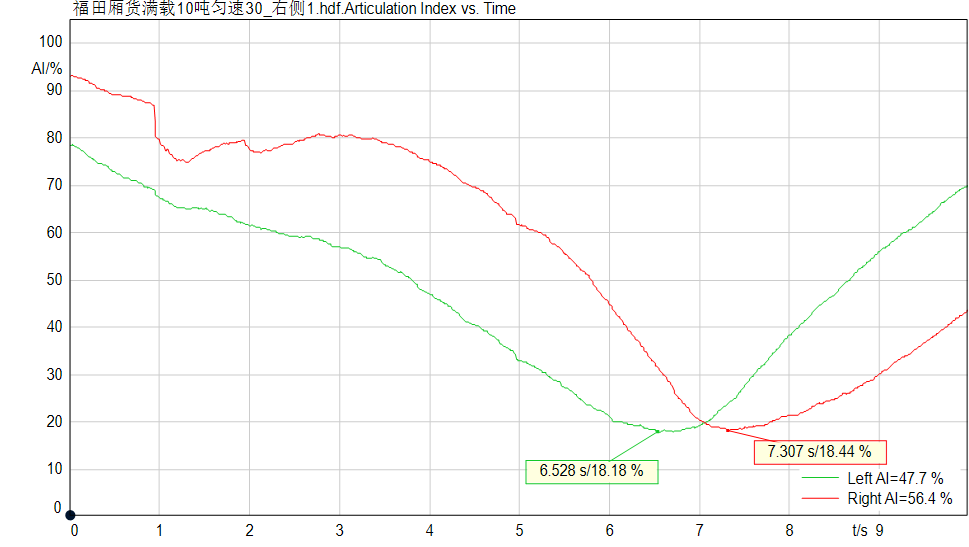 福田厢货满载10吨匀速30_右侧1.hdf.Articulation Index vs. Time
100
AI/%
90
80
70
60
50
40
30
20
10
0
7.307 s/18.44 %
6.528 s/18.18 %
Left AI=47.7 %
Right AI=56.4 %
0 1 2 3 4 5 6 7 8 t/s 9